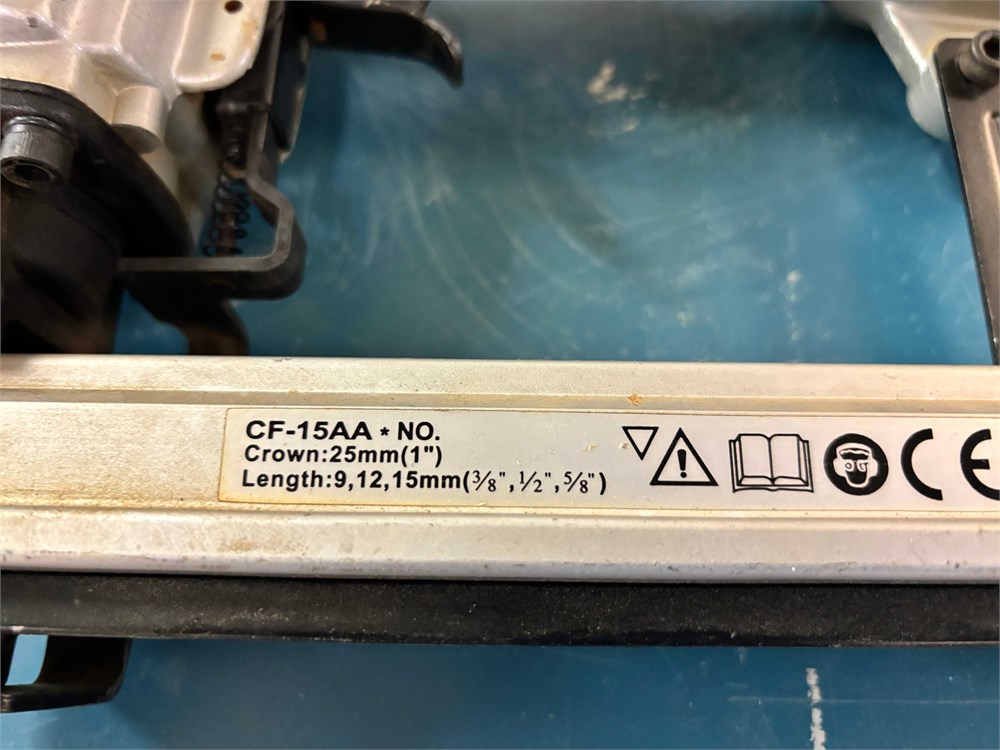 CF-15AA * NO.
Crown:25mm(1")
Length:9,12,15mm(3/8",1/2",5/8")
CE